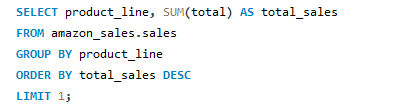 SELECT product_line, SUM(total) AS total_sales
FROM amazon_sales.sales
GROUP BY product_line
ORDER BY total_sales DESC
LIMIT 1;